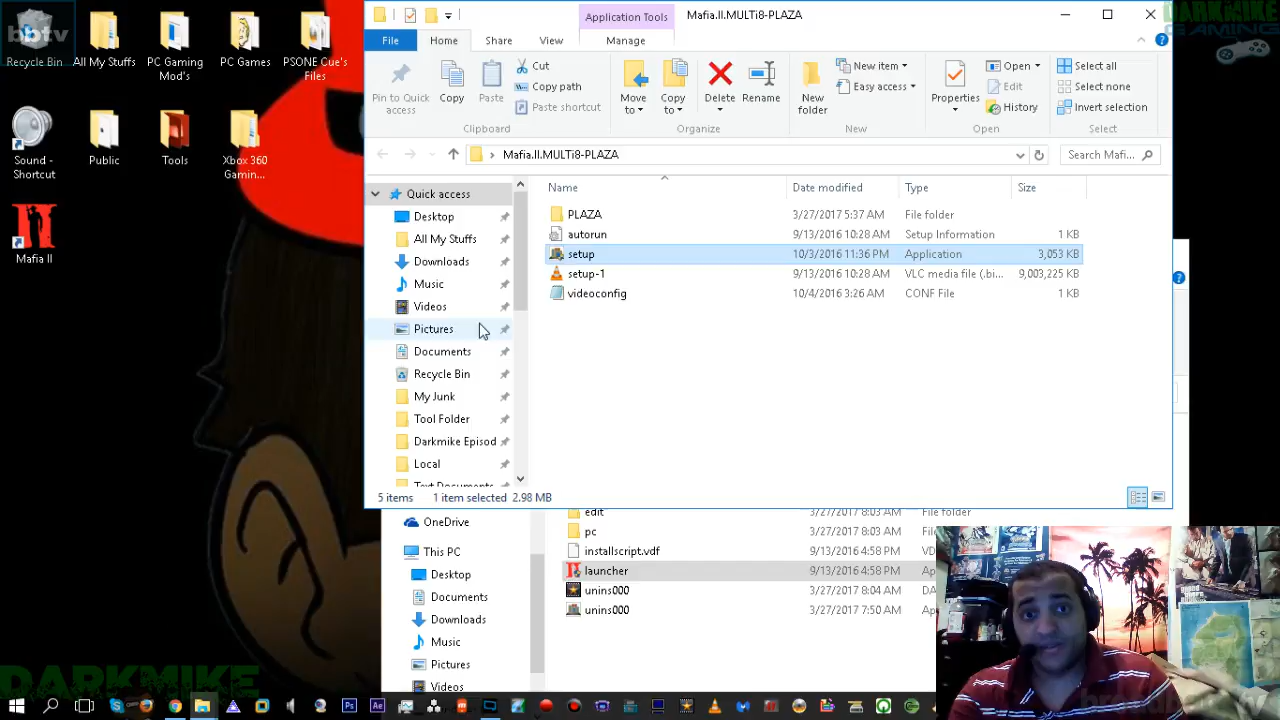 bbtv
Recycle Bin
All My Stuffs
PC Gaming
Mod's
PC Games
PSONE Cue's
Files
Sound -
Shortcut
Public
Tools
Xbox 360
Gamin...
Mafia II
Application Tools
Mafia.II.MULTi8-PLAZA
File
Home
Share
View
Manage
Pin to Quick
access
Copy
Paste
Cut
Copy path
Paste shortcut
Clipboard
Move
to
Copy
to
Delete
Rename
Organize
New
folder
New item
Easy access
New
Properties
Open
Edit
History
Open
Select all
Select none
Invert selection
Select
Mafia.II.MULTi8-PLAZA
Search Mafi...
Name
Date modified
Type
Size
PLAZA 3/27/2017 5:37 AM File folder
autorun 9/13/2016 10:28 AM Setup Information 1 KB
setup 10/3/2016 11:36 PM Application 3,053 KB
setup-1 9/13/2016 10:28 AM VLC media file (.bi... 9,003,225 KB
videoconfig 10/4/2016 3:26 AM CONF File 1 KB
Quick access
Desktop
All My Stuffs
Downloads
Music
Videos
Pictures
Documents
Recycle Bin
My Junk
Tool Folder
Darkmike Episod
Local
Text Documents
5 items 1 item selected 2.98 MB
OneDrive
This PC
Desktop
Documents
Downloads
Music
Pictures
Videos
edit 3/27/2017 8:03 AM File folder
pc 3/27/2017 8:03 AM File folder
installscript.vdf 9/13/2016 4:58 PM VD
launcher 9/13/2016 4:58 PM Ap
unins000 3/27/2017 8:04 AM DA
unins000 3/27/2017 7:50 AM Ap
DARKMIKE
GAMING
DARKMIKE